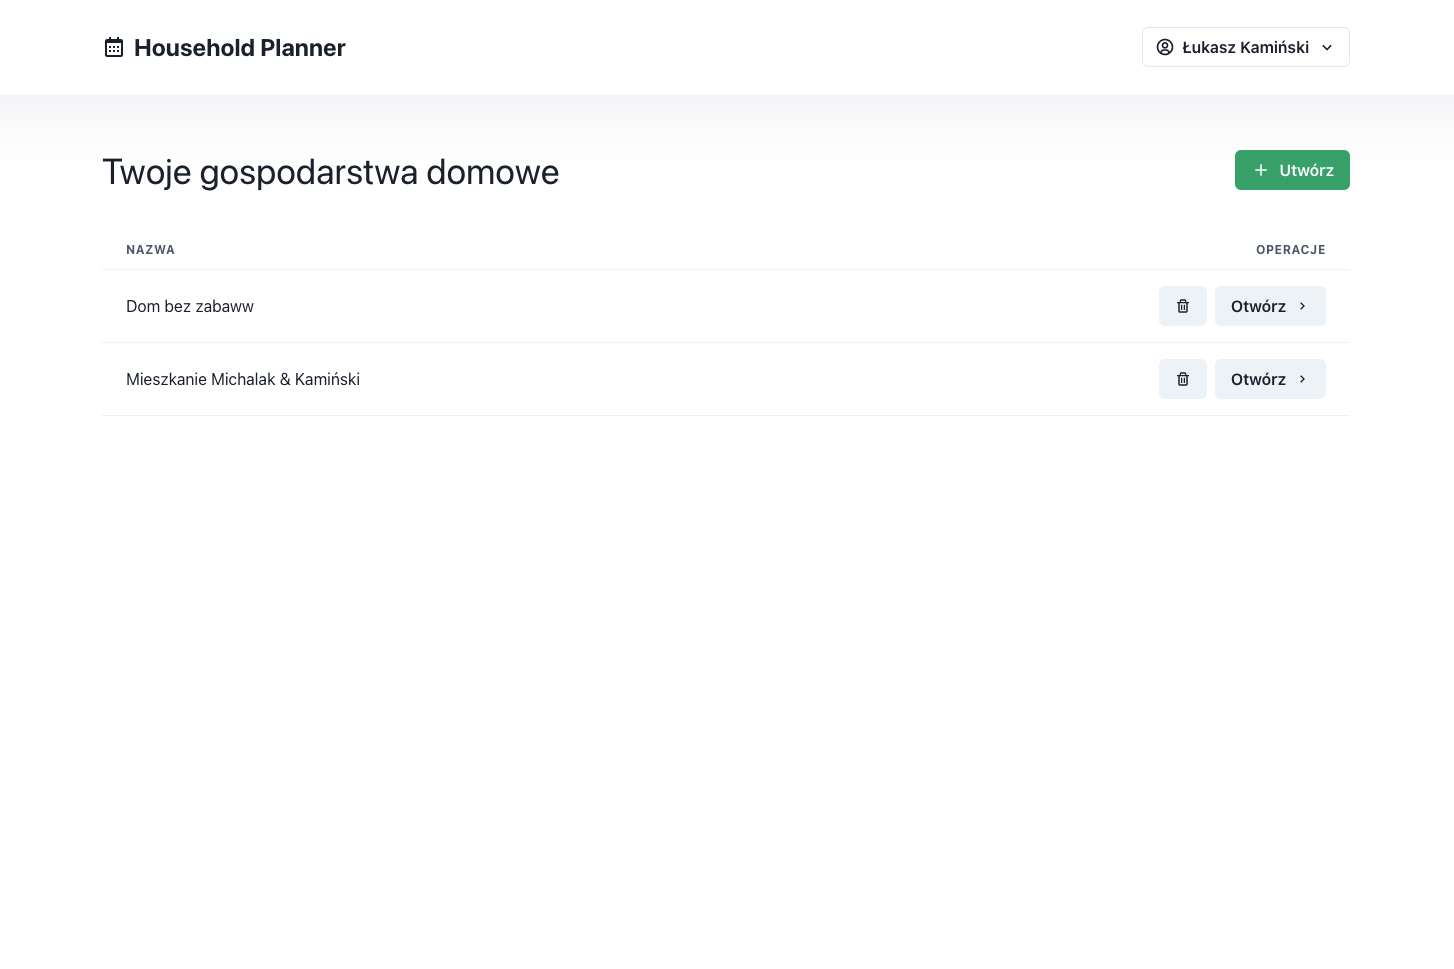 Household Planner
Łukasz Kamiński
Twoje gospodarstwa domowe
Utwórz
NAZWA
OPERACJE
Dom bez zabaww
Otwórz
Mieszkanie Michalak & Kamiński
Otwórz